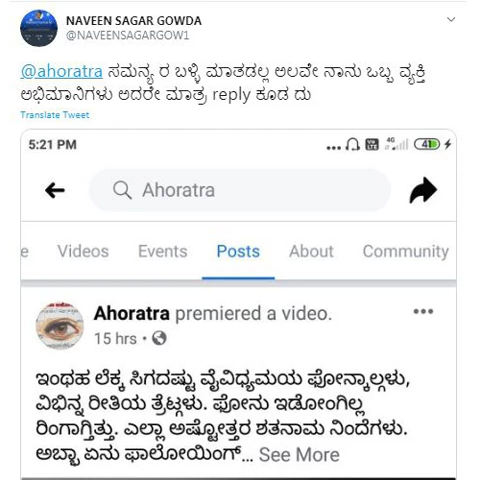 NAVEEN SAGAR GOWDA
@NAVEENSAGARGOW1
@ahoratra ಸಮನ್ಯ ರ ಬಳ್ಳಿ ಮಾತಡಲ್ಲ ಅಲವೇ ನಾನು ಒಬ್ಬ ವ್ಯಕ್ತಿ
ಅಭಿಮಾನಿಗಳು ಅದರೇ ಮಾತ್ರ reply ಕೂಡ ದು
Translate Tweet
5:21 PM
4G
41
Ahoratra
e Videos Events Posts About Community
Ahoratra premiered a video.
15 hrs
ಇಂಥಹ ಲೆಕ್ಕ ಸಿಗದಷ್ಟು ವೈವಿಧ್ಯಮಯ ಫೋನ್ಕಾಲ್ಗಳು,
ವಿಭಿನ್ನ ರೀತಿಯ ತ್ರೆಟ್ಗಳು. ಫೋನು ಇಡೋಂಗಿಲ್ಲ
ರಿಂಗಾಗ್ತಿತ್ತು. ಎಲ್ಲಾ ಅಷ್ಟೋತ್ತರ ಶತನಾಮ ನಿಂದೆಗಳು.
ಅಬ್ಭಾ ಏನು ಫಾಲೋಯಿಂಗ್... See More